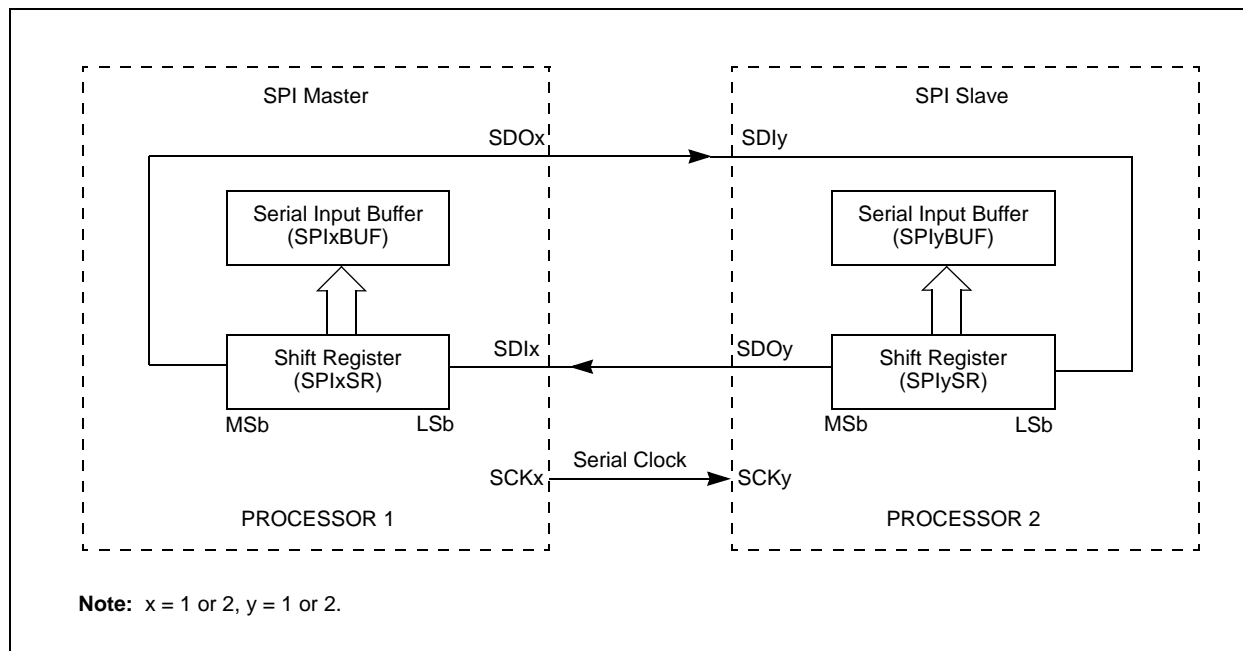 SPI Master
SPI Slave
SDOx
SDIy
Serial Input Buffer
(SPIxBUF)
Serial Input Buffer
(SPIyBUF)
Shift Register
(SPIxSR)
SDIx
SDOy
Shift Register
(SPIySR)
MSb
LSb
MSb
LSb
SCKx
Serial Clock
SCKy
PROCESSOR 1
PROCESSOR 2
Note: x = 1 or 2, y = 1 or 2.